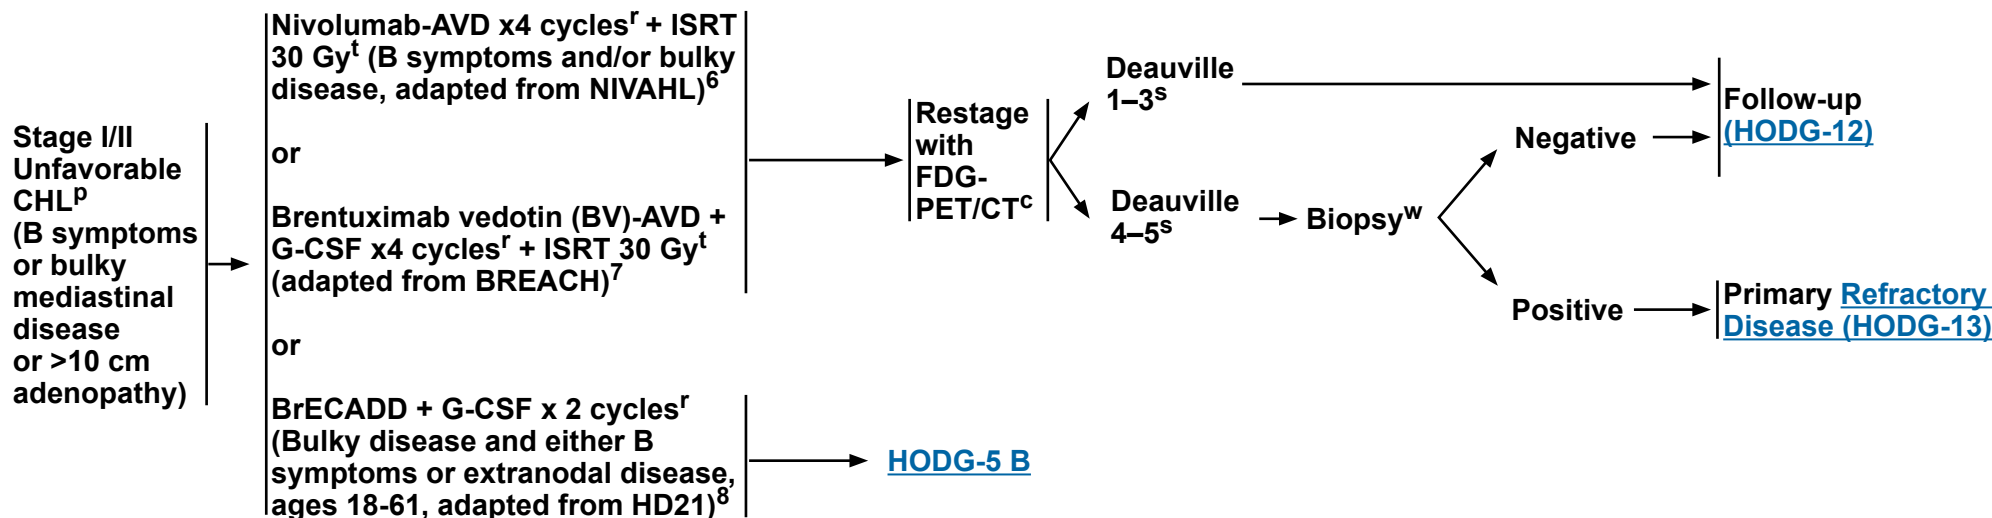 Stage I/II
Unfavorable
CHLp
(B symptoms
or bulky
mediastinal
disease
or >10 cm
adenopathy)
Nivolumab-AVD x4 cyclesr + ISRT
30 Gyt (B symptoms and/or bulky
disease, adapted from NIVAHL)6
or
Brentuximab vedotin (BV)-AVD +
G-CSF x4 cyclesr + ISRT 30 Gyt
(adapted from BREACH)7
or
BrECADD + G-CSF x 2 cyclesr
(Bulky disease and either B
symptoms or extranodal disease,
ages 18-61, adapted from HD21)8
Restage
with
FDG-
PET/CTc
Deauville
1–3s
Deauville
4–5s
Biopsyw
Negative
Positive
Follow-up
(HODG-12)
Primary Refractory
Disease (HODG-13)
HODG-5 B